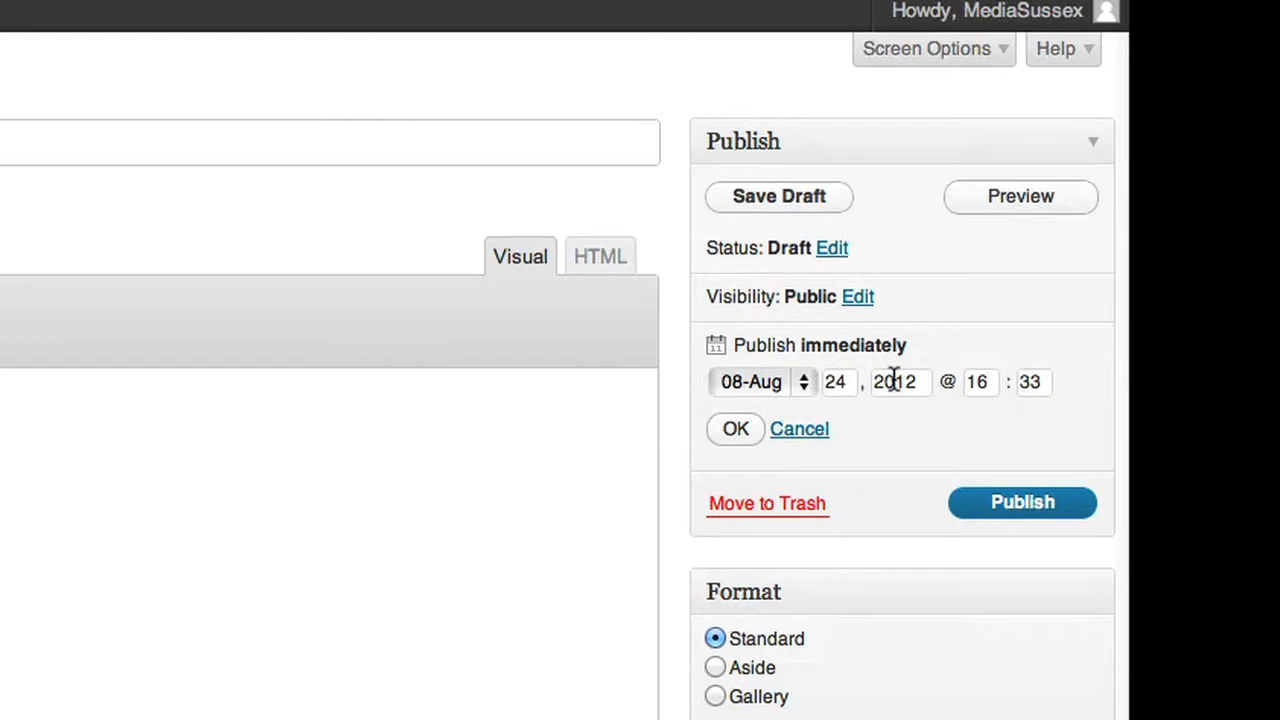 Howdy, MediaSussex
Screen Options Help
Publish
Save Draft Preview
Visual HTML
Status: Draft Edit
Visibility: Public Edit
11 Publish immediately
08-Aug 24 , 2012 @ 16 : 33
OK Cancel
Move to Trash Publish
Format
Standard
Aside
Gallery